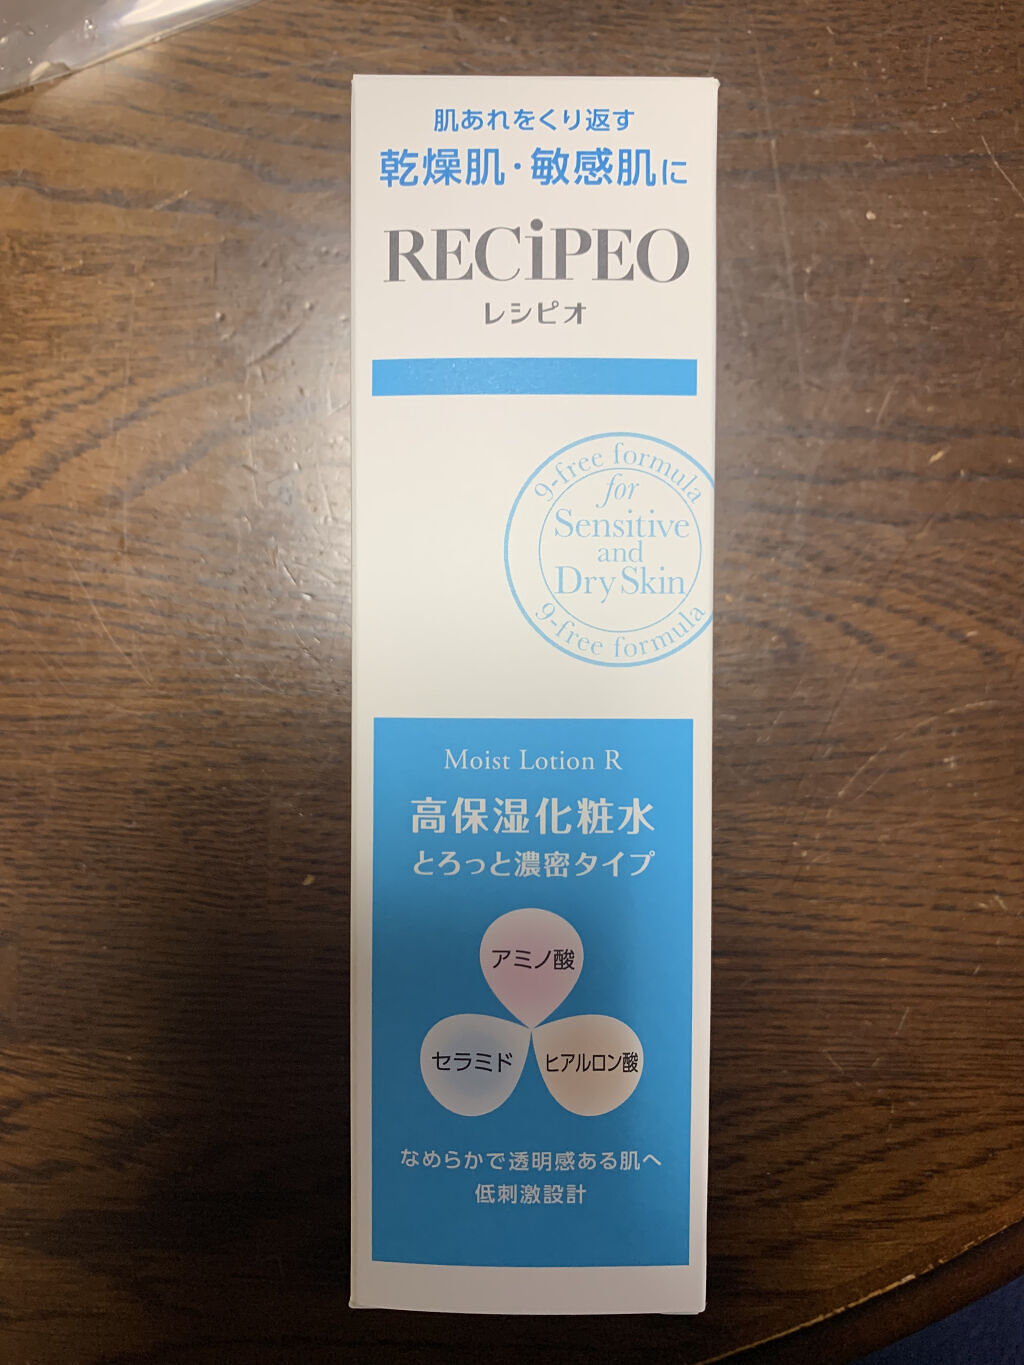 肌あれをくり返す
乾燥肌・敏感肌に
RECiPEO
レシピオ
9-free formula
for
Sensitive
and
Dry Skin
9-free formula
Moist Lotion R
高保湿化粧水
とろっと濃密タイプ
アミノ酸
セラミド ヒアルロン酸
なめらかで透明感ある肌へ
低刺激設計